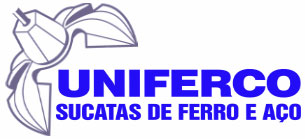 UNIFERCO
SUCATAS DE FERRO E AÇO